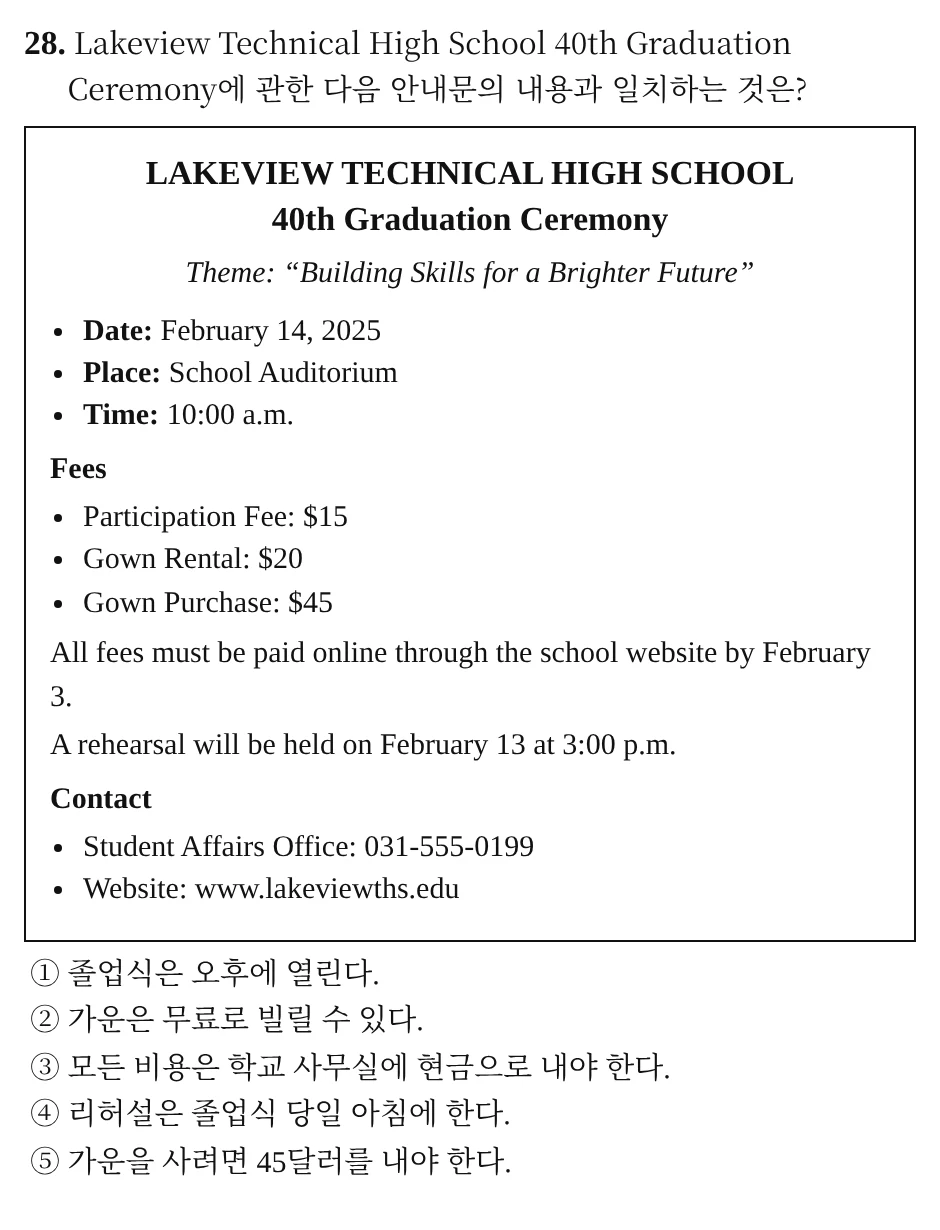 28. Lakeview Technical High School 40th Graduation
Ceremony에 관한 다음 안내문의 내용과 일치하는 것은?
LAKEVIEW TECHNICAL HIGH SCHOOL
40th Graduation Ceremony
Theme: “Building Skills for a Brighter Future”
• Date: February 14, 2025
• Place: School Auditorium
• Time: 10:00 a.m.
Fees
• Participation Fee: $15
• Gown Rental: $20
• Gown Purchase: $45
All fees must be paid online through the school website by February
3.
A rehearsal will be held on February 13 at 3:00 p.m.
Contact
• Student Affairs Office: 031-555-0199
• Website: www.lakeviewths.edu
① 졸업식은 오후에 열린다.
② 가운은 무료로 빌릴 수 있다.
③ 모든 비용은 학교 사무실에 현금으로 내야 한다.
④ 리허설은 졸업식 당일 아침에 한다.
⑤ 가운을 사려면 45달러를 내야 한다.